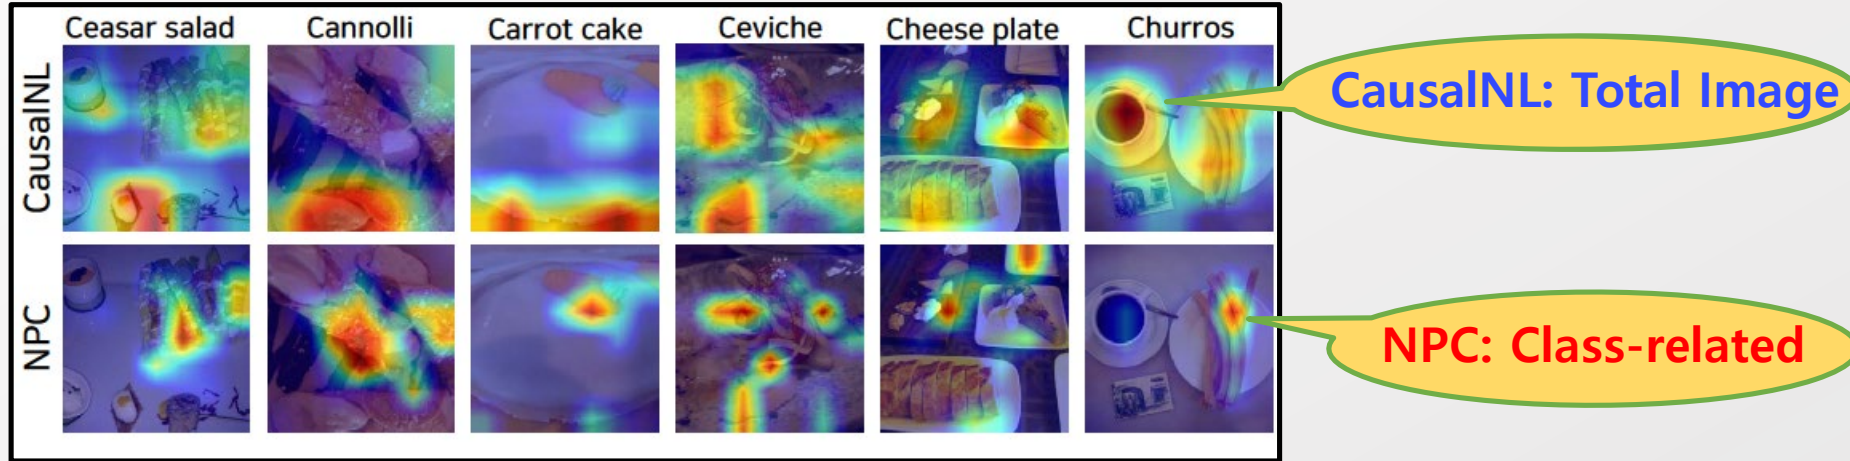 Ceasar salad Cannolli Carrot cake Ceviche Cheese plate Churros
CausalNL
NPC
CausalNL: Total Image
NPC: Class-related